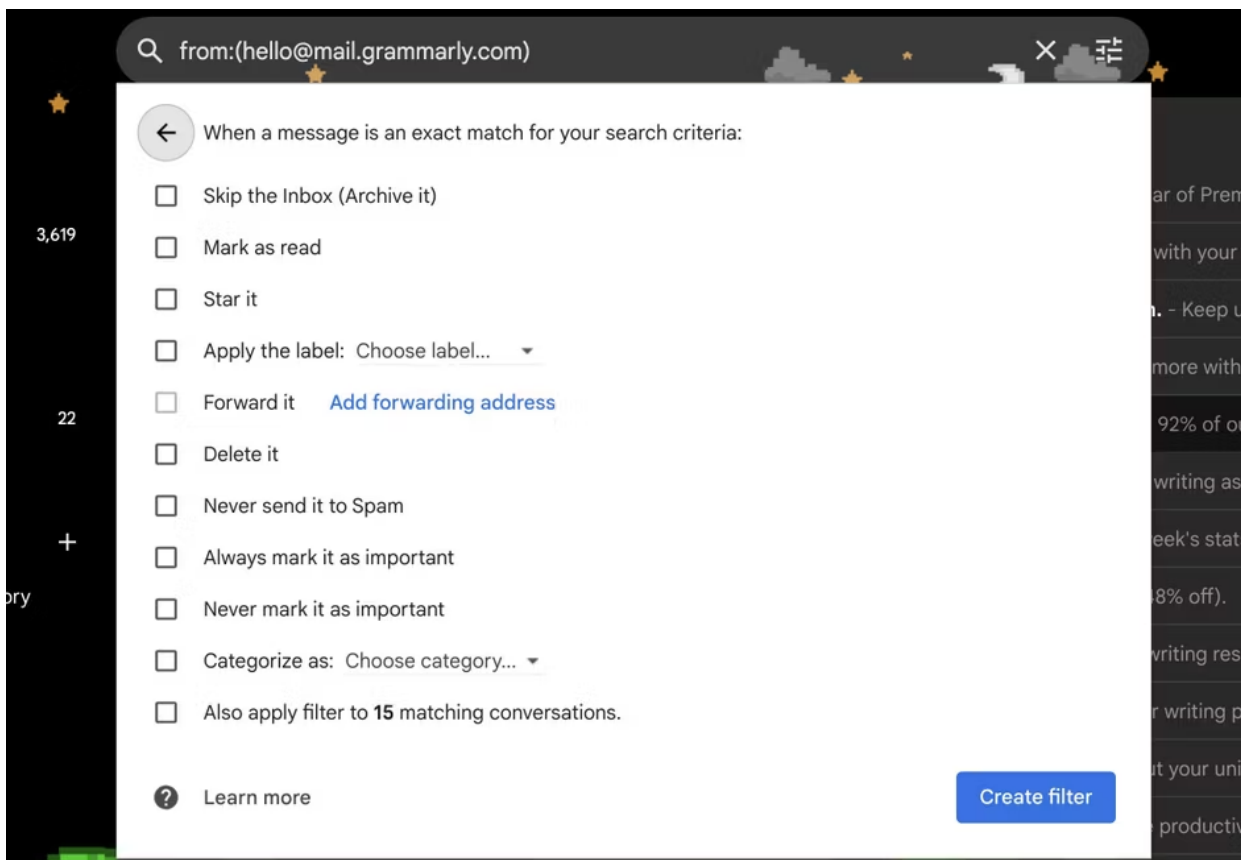 from:(hello@mail.grammarly.com)
When a message is an exact match for your search criteria:
Skip the Inbox (Archive it)
ar of Prem
3,619
Mark as read
with your
Star it
. - Keep u
Apply the label: Choose label...
more with
Forward it Add forwarding address
22
92% of ou
Delete it
writing as
Never send it to Spam
eek's stat
Always mark it as important
ory
8% off).
Never mark it as important
writing res
Categorize as: Choose category...
r writing p
Also apply filter to 15 matching conversations.
ut your uni
Learn more
Create filter
productiv